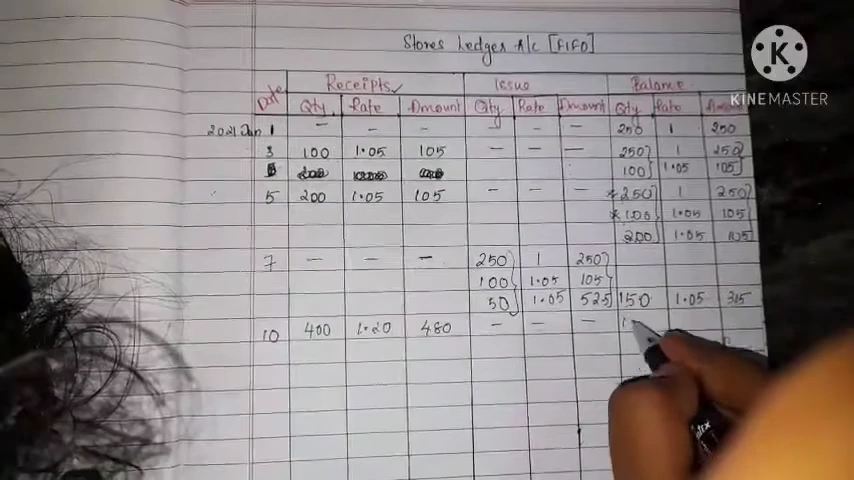 Stores Ledger A/c [FIFO]
Receipts Issue Balance
Date Qty Rate Amount Qty Rate Amount Qty Rate Amount
2021 Jan 1 - - - - - - 250 1 250
3 100 1.05 105 - - - 250 1 250
100 1.05 105
5 200 1.05 105 - - - *250 1 250
*100 1.05 105
200 1.05 105
7 - - - 250 1 250
100 1.05 105
50 1.05 525 150 1.05 315
10 400 1.20 480 - - -
K
KINEMASTER